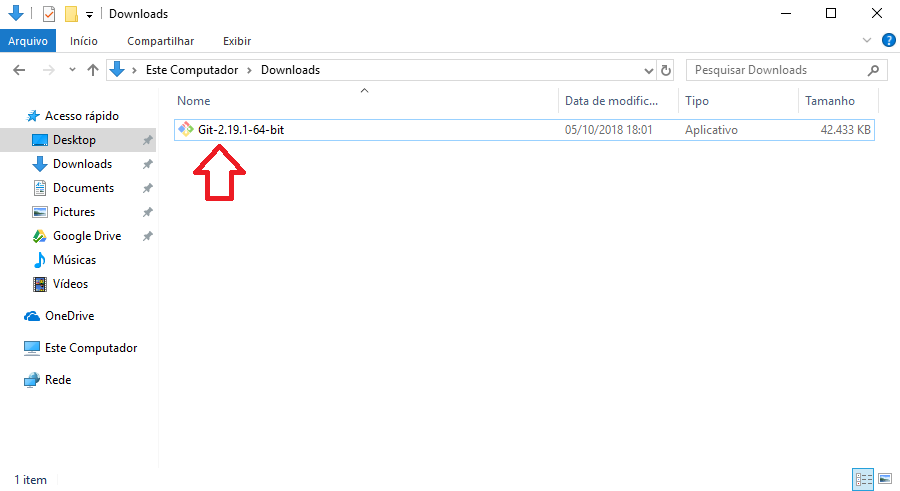 Downloads
Arquivo Início Compartilhar Exibir
Este Computador Downloads Pesquisar Downloads
Nome Data de modific... Tipo Tamanho
Git-2.19.1-64-bit 05/10/2018 18:01 Aplicativo 42.433 KB
Acesso rápido
Desktop
Downloads
Documents
Pictures
Google Drive
Músicas
Vídeos
OneDrive
Este Computador
Rede
1 item